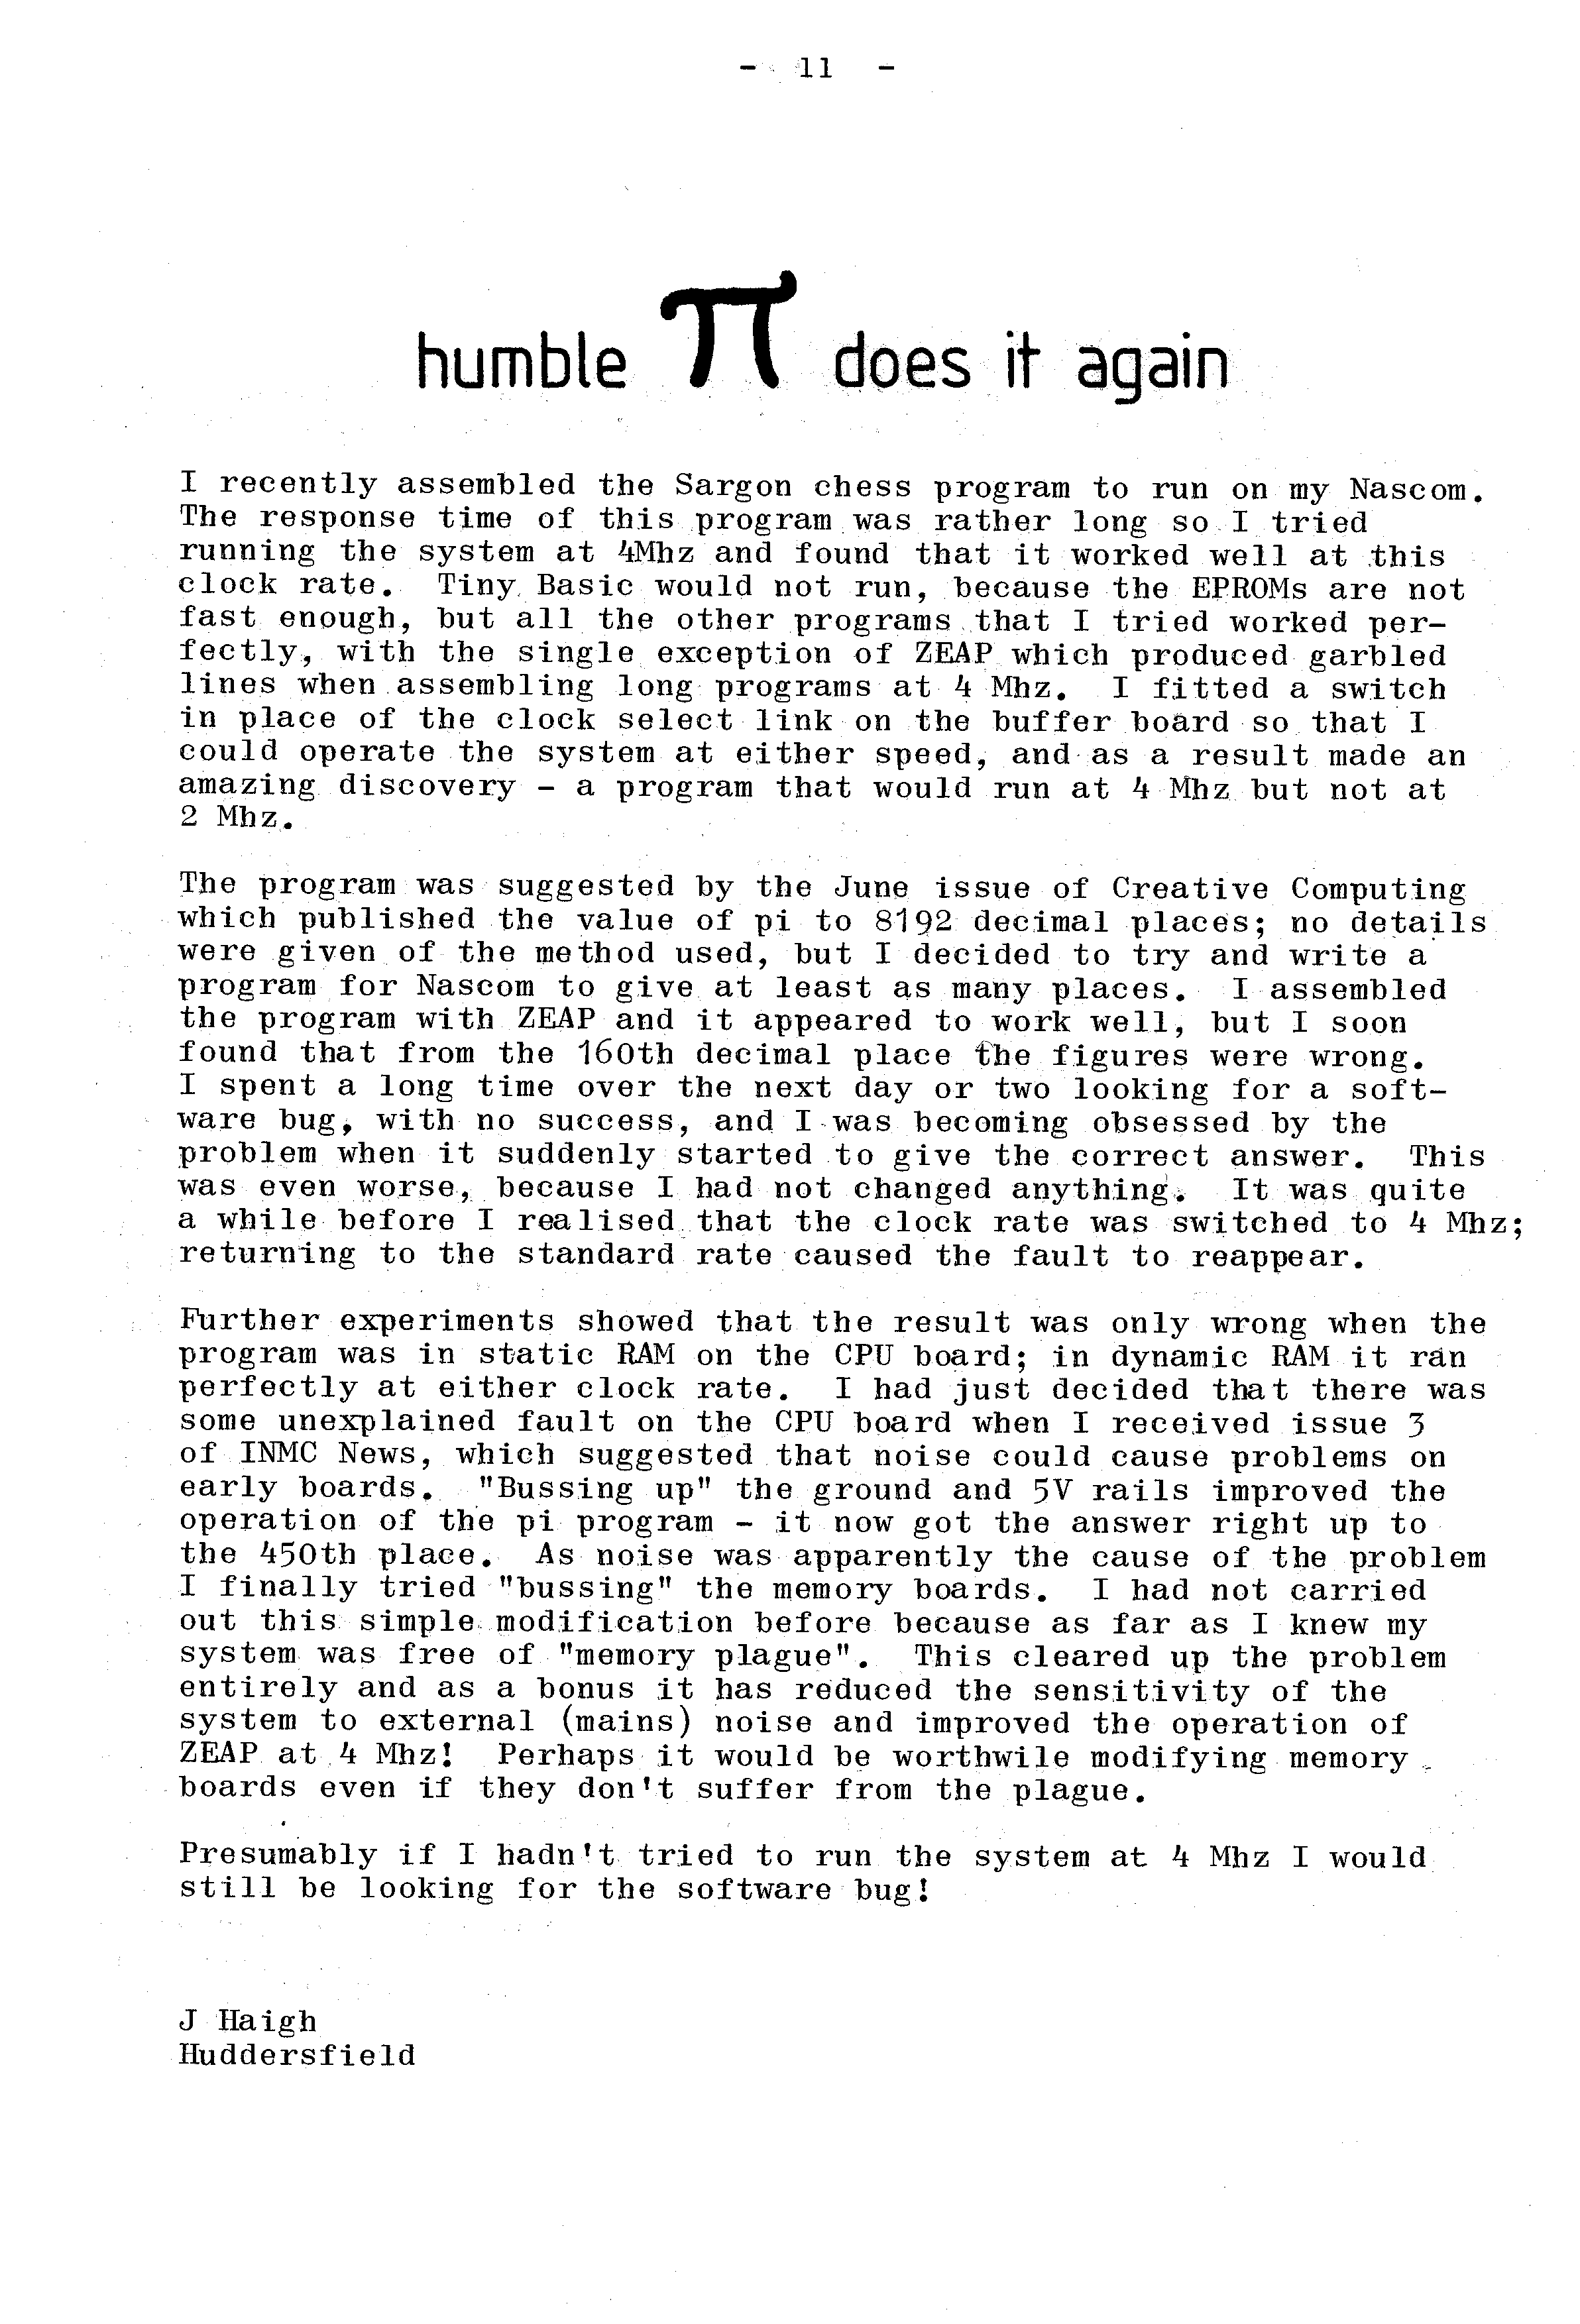 - 11 -
humble π does it again
I recently assembled the Sargon chess program to run on my Nascom.
The response time of this program was rather long so I tried
running the system at 4Mhz and found that it worked well at this
clock rate. Tiny Basic would not run, because the EPROMs are not
fast enough, but all the other programs that I tried worked per-
fectly, with the single exception of ZEAP which produced garbled
lines when assembling long programs at 4 Mhz. I fitted a switch
in place of the clock select link on the buffer board so that I
could operate the system at either speed, and as a result made an
amazing discovery - a program that would run at 4 Mhz but not at
2 Mhz.
The program was suggested by the June issue of Creative Computing
which published the value of pi to 8192 decimal places; no details
were given of the method used, but I decided to try and write a
program for Nascom to give at least as many places. I assembled
the program with ZEAP and it appeared to work well, but I soon
found that from the 160th decimal place the figures were wrong.
I spent a long time over the next day or two looking for a soft-
ware bug, with no success, and I was becoming obsessed by the
problem when it suddenly started to give the correct answer. This
was even worse, because I had not changed anything. It was quite
a while before I realised that the clock rate was switched to 4 Mhz;
returning to the standard rate caused the fault to reappear.
Further experiments showed that the result was only wrong when the
program was in static RAM on the CPU board; in dynamic RAM it ran
perfectly at either clock rate. I had just decided that there was
some unexplained fault on the CPU board when I received issue 3
of INMC News, which suggested that noise could cause problems on
early boards. "Bussing up" the ground and 5V rails improved the
operation of the pi program - it now got the answer right up to
the 450th place. As noise was apparently the cause of the problem
I finally tried "bussing" the memory boards. I had not carried
out this simple modification before because as far as I knew my
system was free of "memory plague". This cleared up the problem
entirely and as a bonus it has reduced the sensitivity of the
system to external (mains) noise and improved the operation of
ZEAP at 4 Mhz! Perhaps it would be worthwile modifying memory
boards even if they don't suffer from the plague.
Presumably if I hadn't tried to run the system at 4 Mhz I would
still be looking for the software bug!
J Haigh
Huddersfield